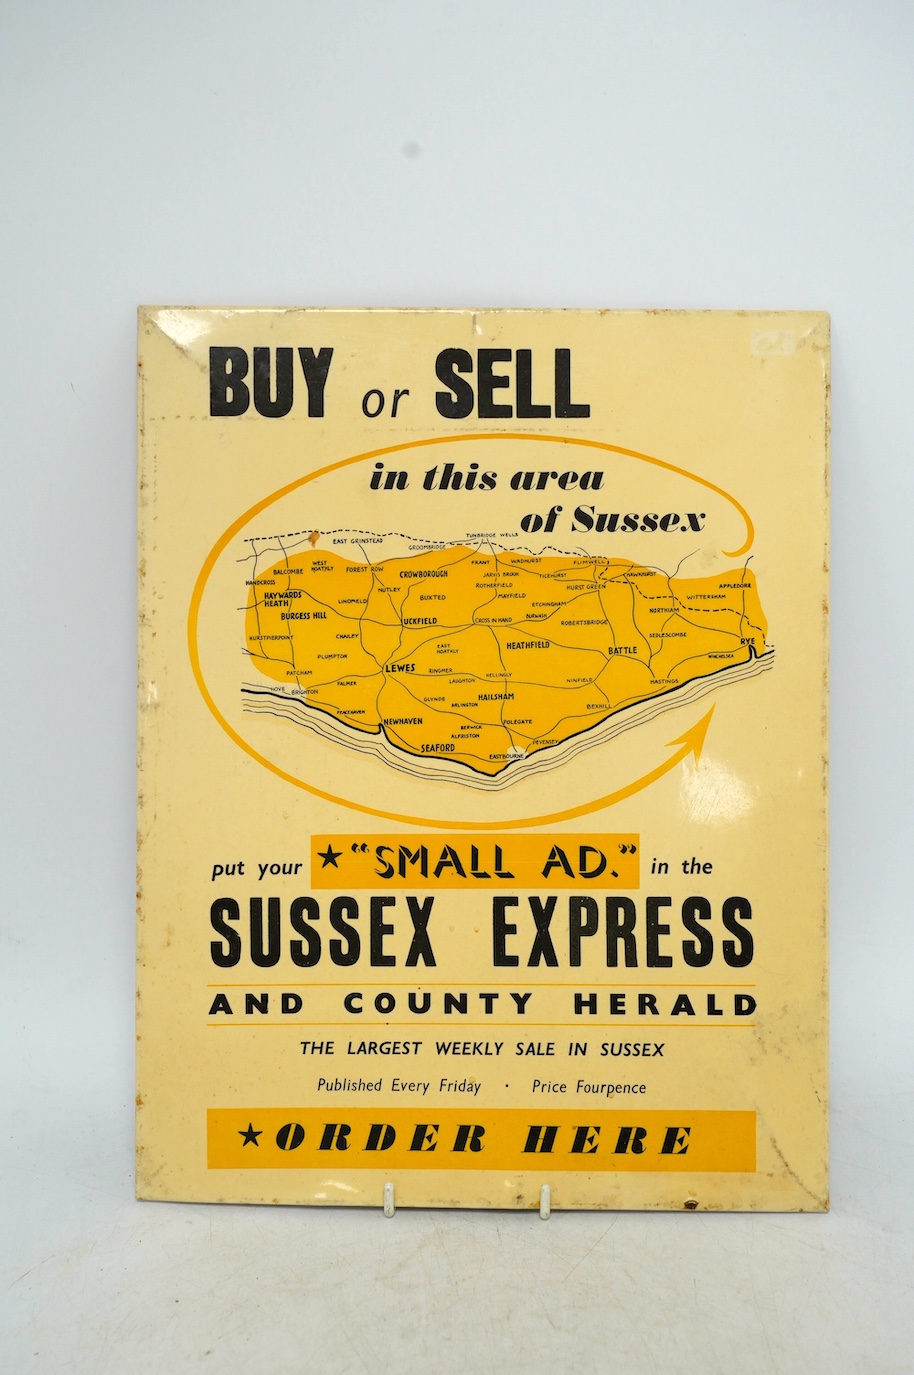 BUY or SELL
in this area
of Sussex
EAST GRINSTEAD
GROOMBRIDGE
TUNBRIDGE WELLS
BALCOMBE
WEST HOATHLY
FOREST ROW
CROWBOROUGH
FRANT
WADHURST
FLIMWELL
HANDCROSS
NUTLEY
JARVIS BROOK
ROTHERFIELD
TICEHURST
HURST GREEN
HAWKHURST
APPLEDORE
HAYWARDS HEATH
LINDFIELD
BUXTED
MAYFIELD
ETCHINGHAM
WITTERSHAM
BURGESS HILL
UCKFIELD
CROSS IN HAND
BURWASH
ROBERTSBRIDGE
NORTHIAM
HURSTPIERPOINT
CHAILEY
EAST HOATHLY
HEATHFIELD
BATTLE
SEDLESCOMBE
RYE
PLUMPTON
WINCHELSEA
PATCHAM
LEWES
RINGMER
LAUGHTON
HELLINGLY
NINFIELD
HASTINGS
HOVE
BRIGHTON
FALMER
GLYNDE
ARLINGTON
HAILSHAM
BEXHILL
PEACEHAVEN
NEWHAVEN
BERWICK
ALFRISTON
POLEGATE
SEAFORD
EASTBOURNE
PEVENSEY
put your ★ "SMALL AD." in the
SUSSEX EXPRESS
AND COUNTY HERALD
THE LARGEST WEEKLY SALE IN SUSSEX
Published Every Friday · Price Fourpence
★ ORDER HERE